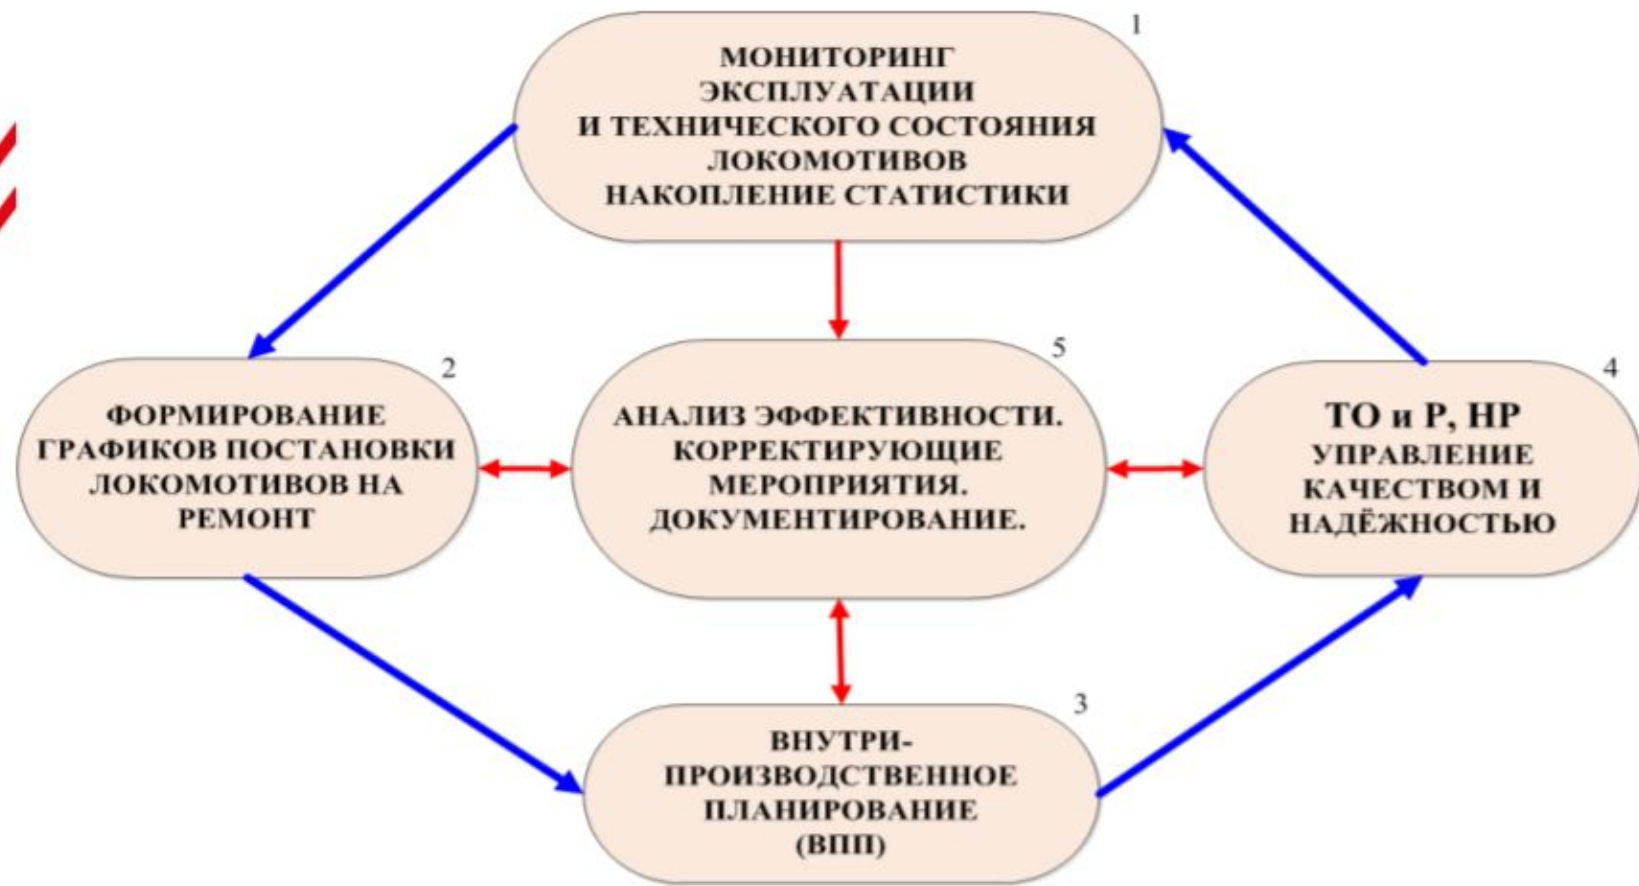 1
МОНИТОРИНГ
ЭКСПЛУАТАЦИИ
И ТЕХНИЧЕСКОГО СОСТОЯНИЯ
ЛОКОМОТИВОВ
НАКОПЛЕНИЕ СТАТИСТИКИ
2
ФОРМИРОВАНИЕ
ГРАФИКОВ ПОСТАНОВКИ
ЛОКОМОТИВОВ НА
РЕМОНТ
5
АНАЛИЗ ЭФФЕКТИВНОСТИ.
КОРРЕКТИРУЮЩИЕ
МЕРОПРИЯТИЯ.
ДОКУМЕНТИРОВАНИЕ.
4
ТО и Р, НР
УПРАВЛЕНИЕ
КАЧЕСТВОМ И
НАДЁЖНОСТЬЮ
3
ВНУТРИ-
ПРОИЗВОДСТВЕННОЕ
ПЛАНИРОВАНИЕ
(ВПП)